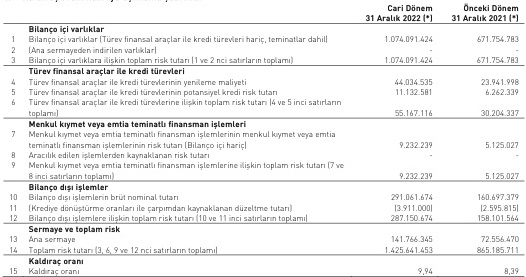 Cari Dönem Önceki Dönem
31 Aralık 2022 (*) 31 Aralık 2021 (*)
Bilanço içi varlıklar
1 Bilanço içi varlıklar (Türev finansal araçlar ile kredi türevleri hariç, teminatlar dahil) 1.074.091.424 671.754.783
2 (Ana sermayeden indirilen varlıklar) - -
3 Bilanço içi varlıklara ilişkin toplam risk tutarı (1 ve 2 nci satırların toplamı) 1.074.091.424 671.754.783
Türev finansal araçlar ile kredi türevleri
4 Türev finansal araçlar ile kredi türevlerinin yenileme maliyeti 44.034.535 23.941.998
5 Türev finansal araçlar ile kredi türevlerinin potansiyel kredi risk tutarı 11.132.581 6.262.339
6 Türev finansal araçlar ile kredi türevlerine ilişkin toplam risk tutarı (4 ve 5 inci satırların
toplamı) 55.167.116 30.204.337
Menkul kıymet veya emtia teminatlı finansman işlemleri
7 Menkul kıymet veya emtia teminatlı finansman işlemlerinin menkul kıymet veya emtia
teminatlı finansman işlemlerinin risk tutarı (Bilanço içi hariç) 9.232.239 5.125.027
8 Aracılık edilen işlemlerden kaynaklanan risk tutarı - -
9 Menkul kıymet veya emtia teminatlı finansman işlemlerine ilişkin toplam risk tutarı (7 ve
8 inci satırların toplamı) 9.232.239 5.125.027
Bilanço dışı işlemler
10 Bilanço dışı işlemlerin brüt nominal tutarı 291.061.674 160.697.379
11 (Krediye dönüştürme oranları ile çarpımdan kaynaklanan düzeltme tutarı) (3.911.000) (2.595.815)
12 Bilanço dışı işlemlere ilişkin toplam risk tutarı (10 ve 11 inci satırların toplamı) 287.150.674 158.101.564
Sermaye ve toplam risk
13 Ana sermaye 141.766.345 72.556.470
14 Toplam risk tutarı (3, 6, 9 ve 12 nci satırların toplamı) 1.425.641.453 865.185.711
Kaldıraç oranı
15 Kaldıraç oranı 9,94 8,39